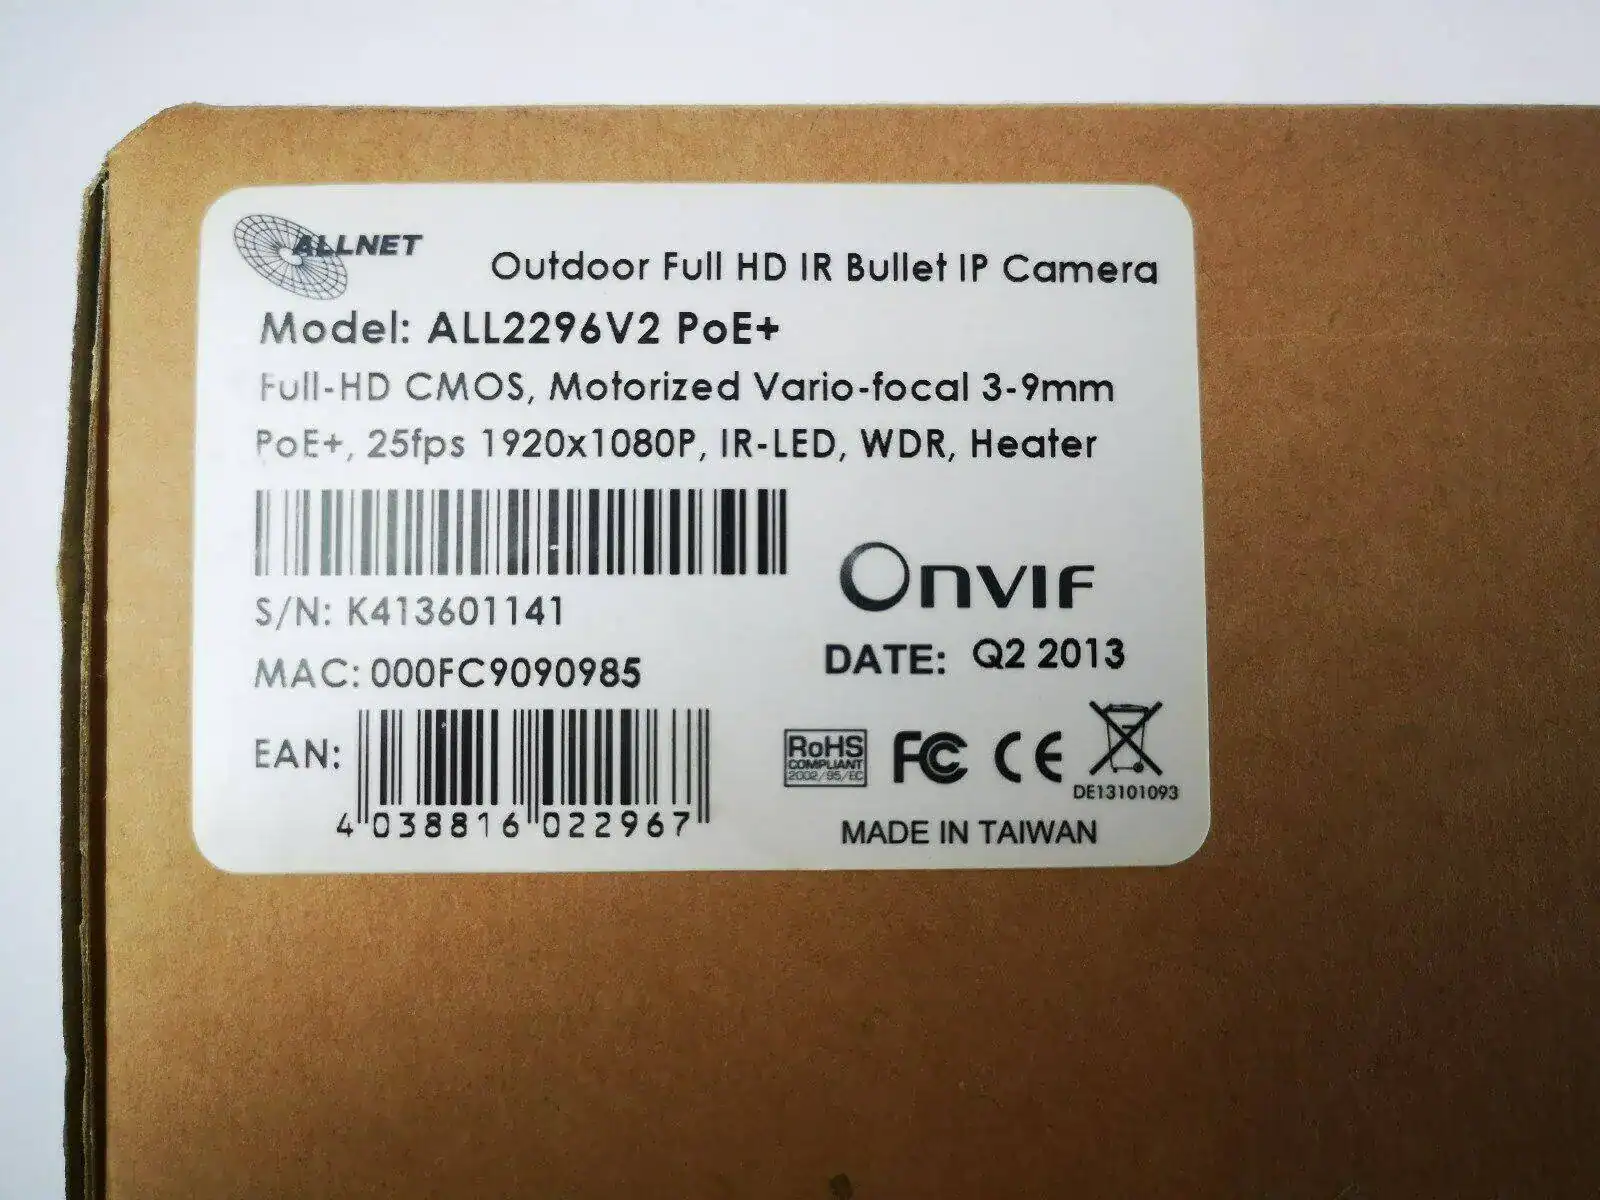 ALLNET
Outdoor Full HD IR Bullet IP Camera
Model: ALL2296V2 PoE+
Full-HD CMOS, Motorized Vario-focal 3-9mm
PoE+, 25fps 1920x1080P, IR-LED, WDR, Heater
S/N: K413601141
ONVIF
MAC: 000FC9090985
DATE: Q2 2013
EAN:
4 038816 022967
RoHS
COMPLIANT
2002/95/EC
FC CE
DE13101093
MADE IN TAIWAN